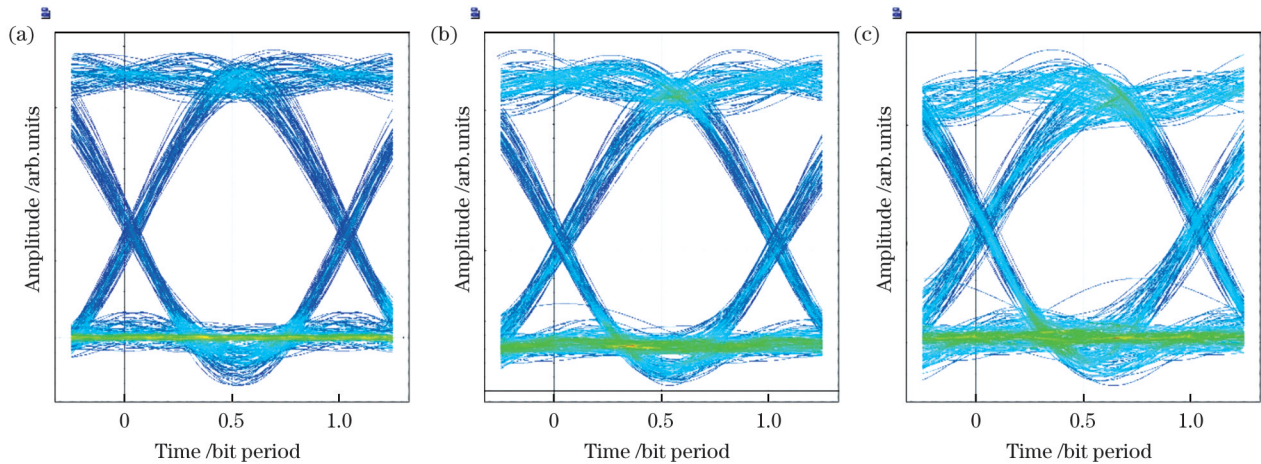 (a)
Amplitude /arb.units
0 0.5 1.0
Time /bit period
(b)
Amplitude /arb.units
0 0.5 1.0
Time /bit period
(c)
Amplitude /arb.units
0 0.5 1.0
Time /bit period